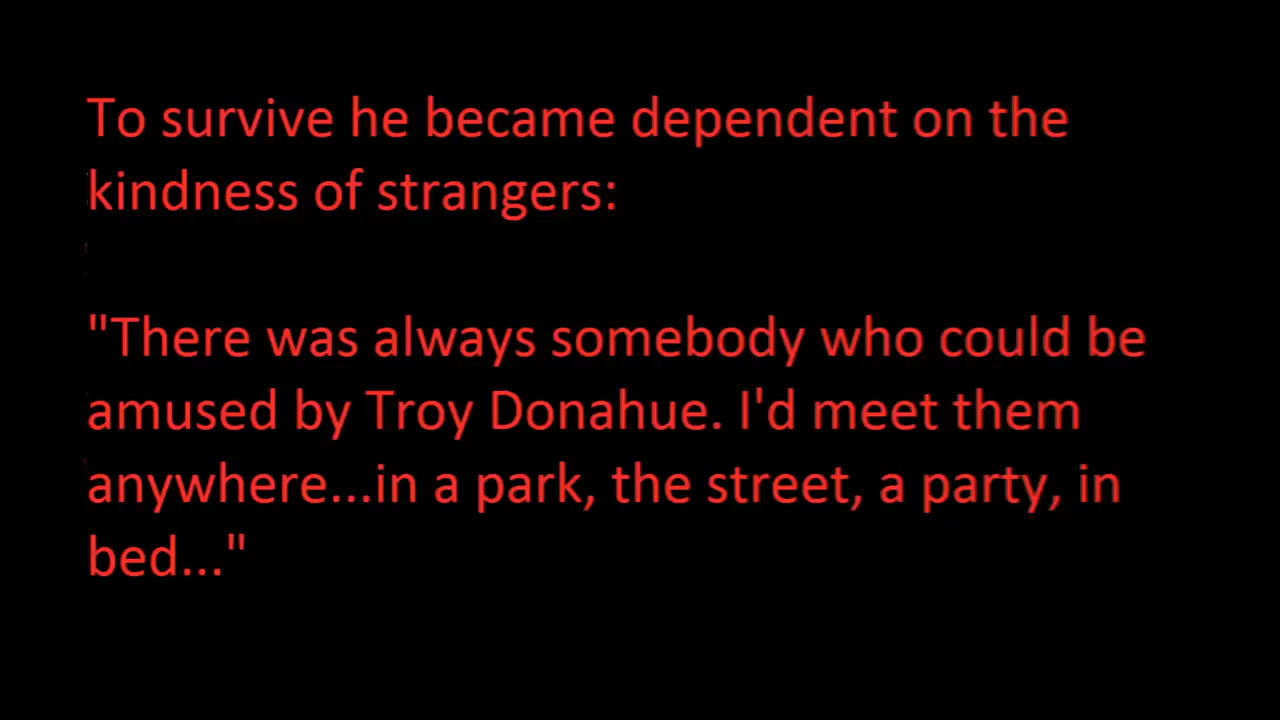 To survive he became dependent on the
kindness of strangers:
"There was always somebody who could be
amused by Troy Donahue. I'd meet them
anywhere...in a park, the street, a party, in
bed..."